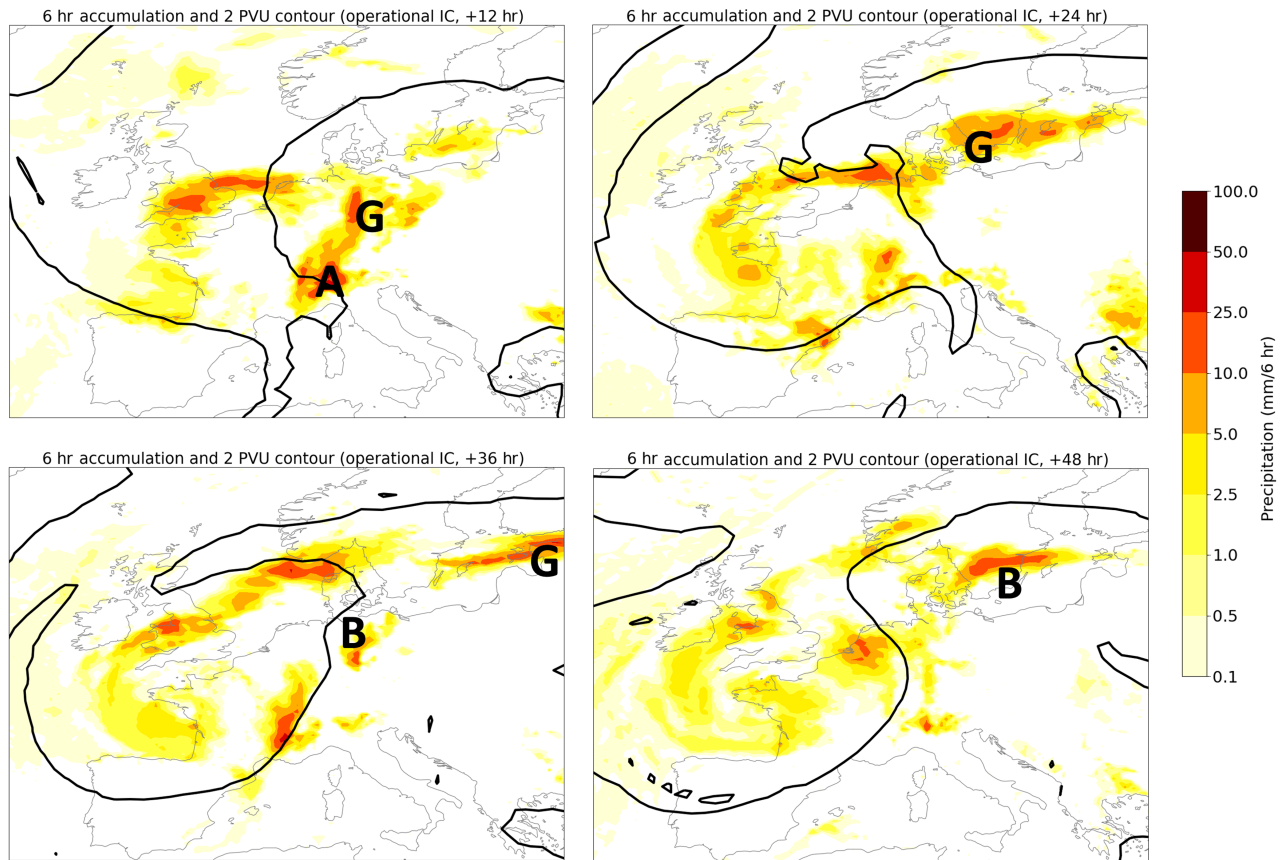 6 hr accumulation and 2 PVU contour (operational IC, +12 hr)
6 hr accumulation and 2 PVU contour (operational IC, +24 hr)
G
A
G
100.0
50.0
25.0
10.0
5.0
2.5
1.0
0.5
0.1
Precipitation (mm/6 hr)
6 hr accumulation and 2 PVU contour (operational IC, +36 hr)
6 hr accumulation and 2 PVU contour (operational IC, +48 hr)
G
B
B